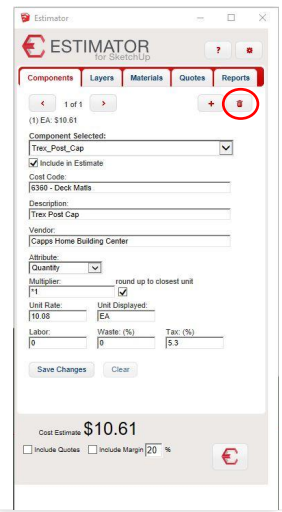 Estimator
ESTIMATOR
for SketchUp
?
Components Layers Materials Quotes Reports
< 1 of 1 > +
(1) EA: $10.61
Component Selected:
Trex_Post_Cap
Include in Estimate
Cost Code:
6360 - Deck Matls
Description:
Trex Post Cap
Vendor:
Capps Home Building Center
Attribute:
Quantity
Multiplier: round up to closest unit
*1
Unit Rate: Unit Displayed:
10.08 EA
Labor: Waste: (%) Tax: (%)
0 0 5.3
Save Changes Clear
Cost Estimate $10.61
Include Quotes Include Margin 20 %